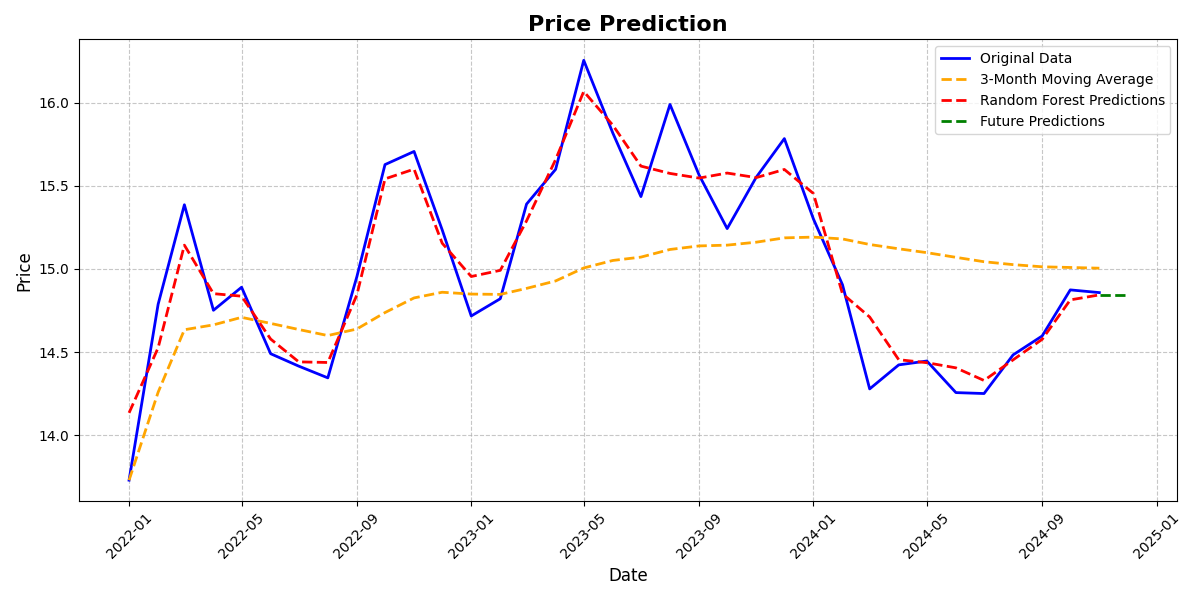 Price Prediction
Original Data
3-Month Moving Average
Random Forest Predictions
Future Predictions
Price
16.0
15.5
15.0
14.5
14.0
2022-01
2022-05
2022-09
2023-01
2023-05
2023-09
2024-01
2024-05
2024-09
2025-01
Date